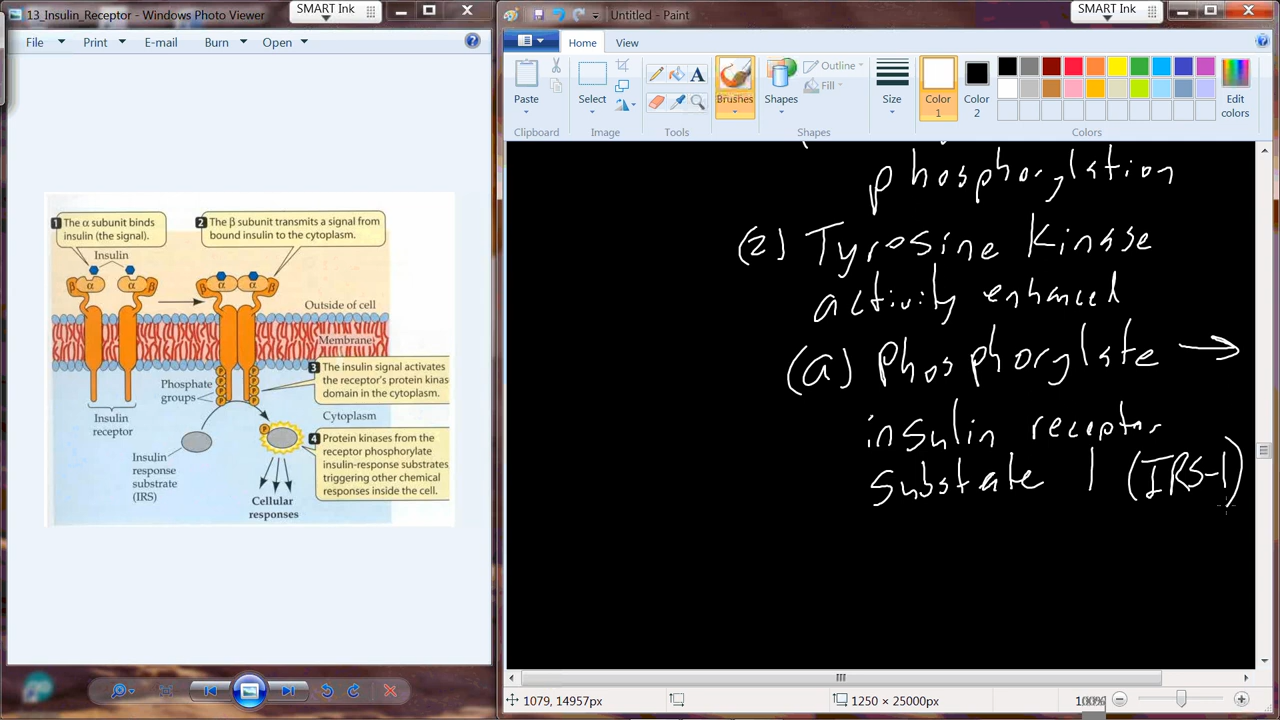 13_Insulin_Receptor - Windows Photo Viewer
SMART Ink
File
Print
E-mail
Burn
Open
1 The α subunit binds
insulin (the signal).
2 The β subunit transmits a signal from
bound insulin to the cytoplasm.
Insulin
β
α
α
β
β
α
α
β
Outside of cell
Membrane
3 The insulin signal activates
the receptor's protein kinas
domain in the cytoplasm.
Phosphate
groups
Insulin
receptor
Cytoplasm
P
4 Protein kinases from the
receptor phosphorylate
insulin-response substrates
triggering other chemical
responses inside the cell.
Insulin
response
substrate
(IRS)
Cellular
responses
Untitled - Paint
SMART Ink
Home
View
Paste
Select
Brushes
Shapes
Outline
Fill
Size
Color
1
Color
2
Edit
colors
Clipboard
Image
Tools
Shapes
Colors
phosphorylation
(2) Tyrosine Kinase
activity enhanced
(a) Phosphorylate →
insulin receptor
substrate 1 (IRS-1)
1079, 14957px
1250 × 25000px
100%